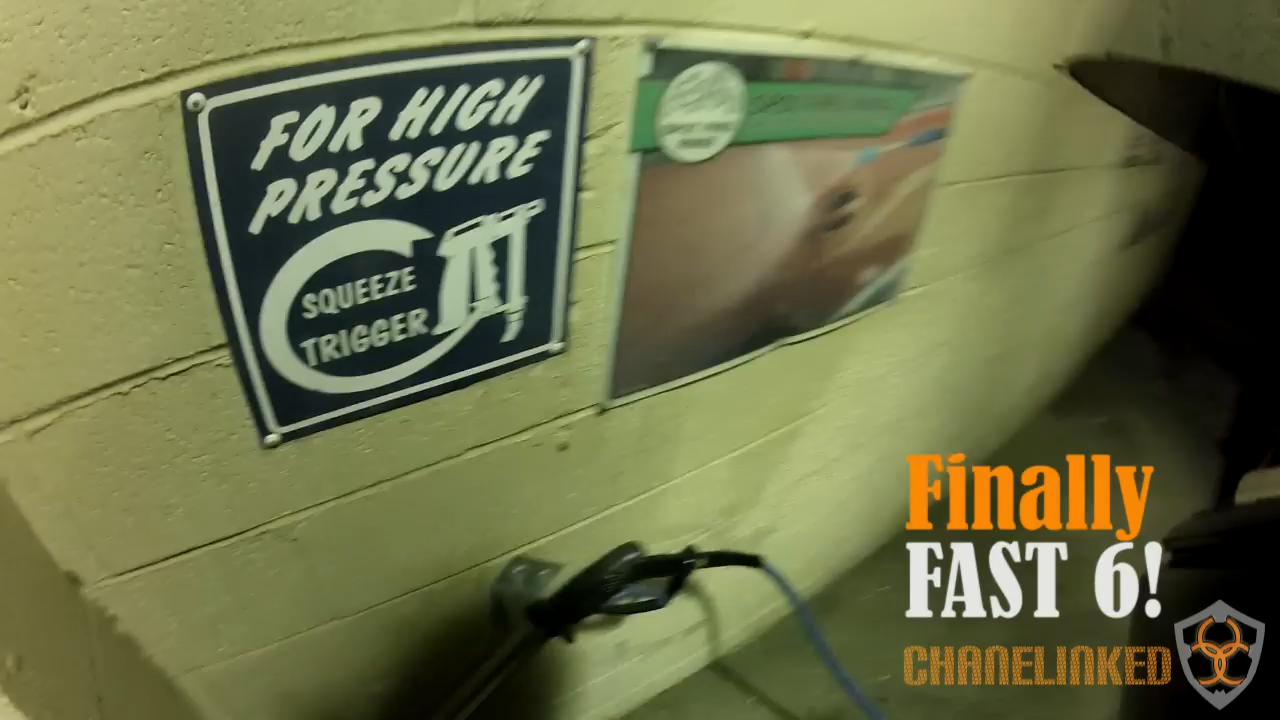 FOR HIGH
PRESSURE
SQUEEZE
TRIGGER
Finally
FAST 6!
CHANELINKED